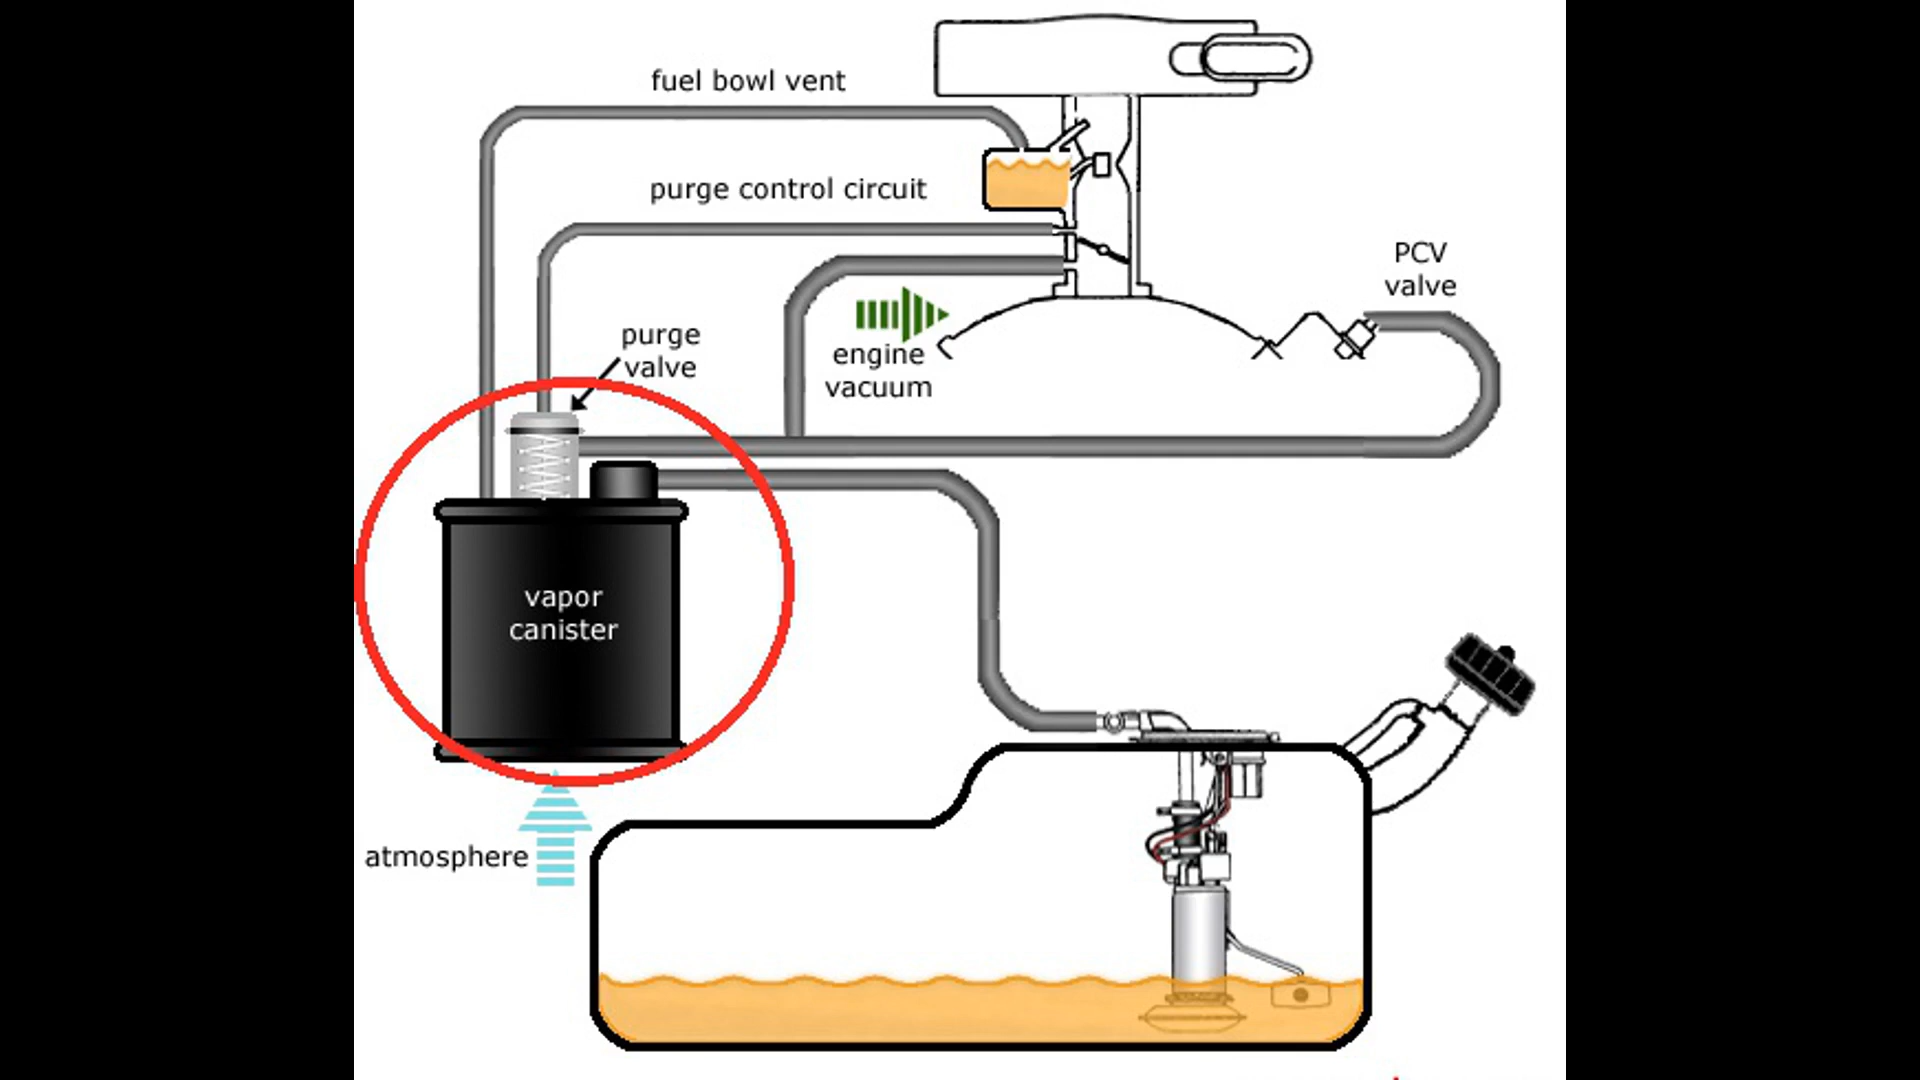 fuel bowl vent
purge control circuit
PCV
valve
purge
valve
engine
vacuum
vapor
canister
atmosphere